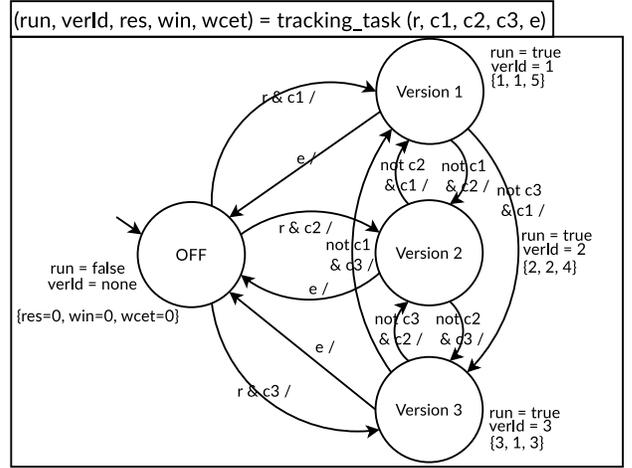 (run, verId, res, win, wcet) = tracking_task (r, c1, c2, c3, e)
run = true
verId = 1
{1, 1, 5}
Version 1
r & c1 /
e /
not c2
& c1 /
not c1
& c2 /
not c3
& c1 /
OFF
r & c2 /
Version 2
run = true
verId = 2
{2, 2, 4}
not c1
& c3 /
e /
run = false
verId = none
{res=0, win=0, wcet=0}
not c3
& c2 /
not c2
& c3 /
e /
r & c3 /
Version 3
run = true
verId = 3
{3, 1, 3}